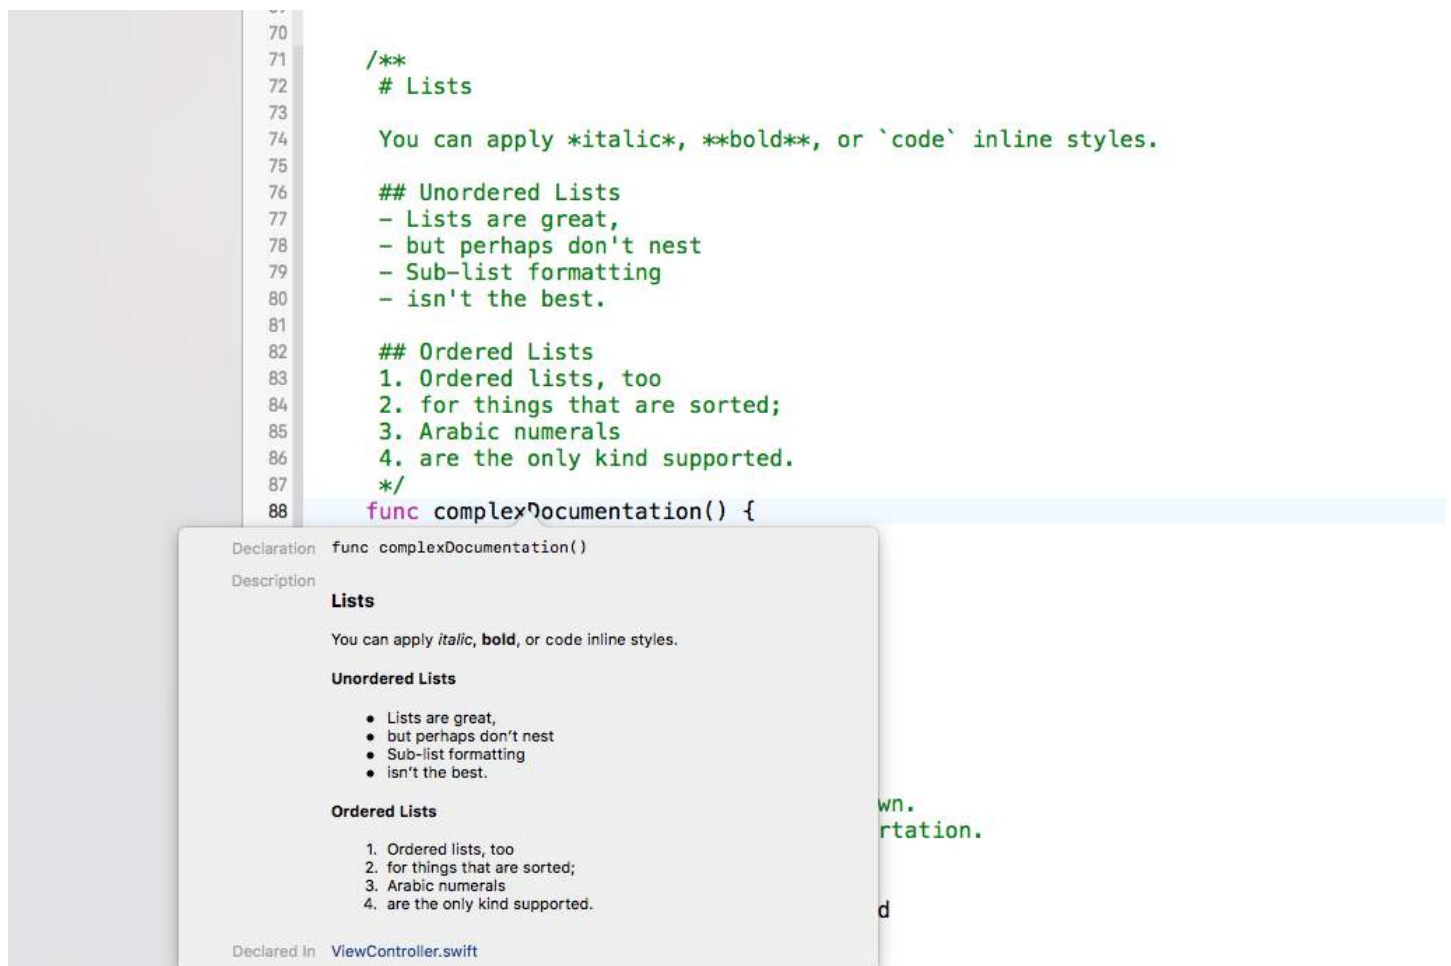 70
71 /**
72 # Lists
73
74 You can apply *italic*, **bold**, or `code` inline styles.
75
76 ## Unordered Lists
77 - Lists are great,
78 - but perhaps don't nest
79 - Sub-list formatting
80 - isn't the best.
81
82 ## Ordered Lists
83 1. Ordered lists, too
84 2. for things that are sorted;
85 3. Arabic numerals
86 4. are the only kind supported.
87 */
88 func complexDocumentation() {
Declaration func complexDocumentation()
Description
Lists
You can apply italic, bold, or code inline styles.
Unordered Lists
• Lists are great,
• but perhaps don't nest
• Sub-list formatting
• isn't the best.
Ordered Lists
1. Ordered lists, too
2. for things that are sorted;
3. Arabic numerals
4. are the only kind supported.
Declared In ViewController.swift
wn.
rtation.
d